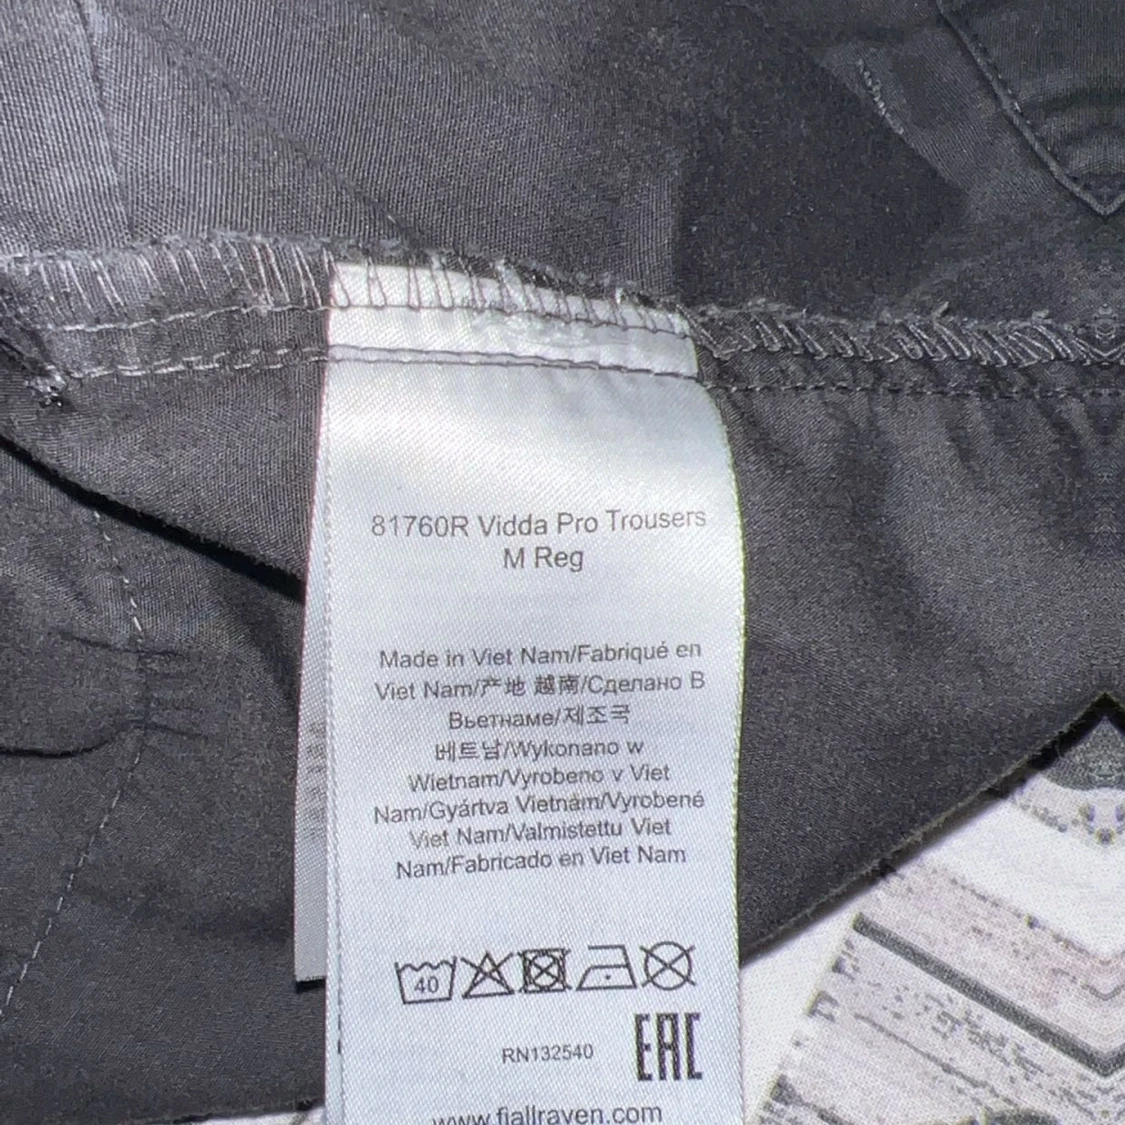 81760R Vidda Pro Trousers
M Reg
Made in Viet Nam/Fabriqué en
Viet Nam/产地 越南/Сделано В
Вьетнаме/제조국
베트남/Wykonano w
Wietnam/Vyrobeno v Viet
Nam/Gyártva Vietnám/Vyrobené
Viet Nam/Valmistettu Viet
Nam/Fabricado en Viet Nam
40
RN132540
EAC
www.fjallraven.com